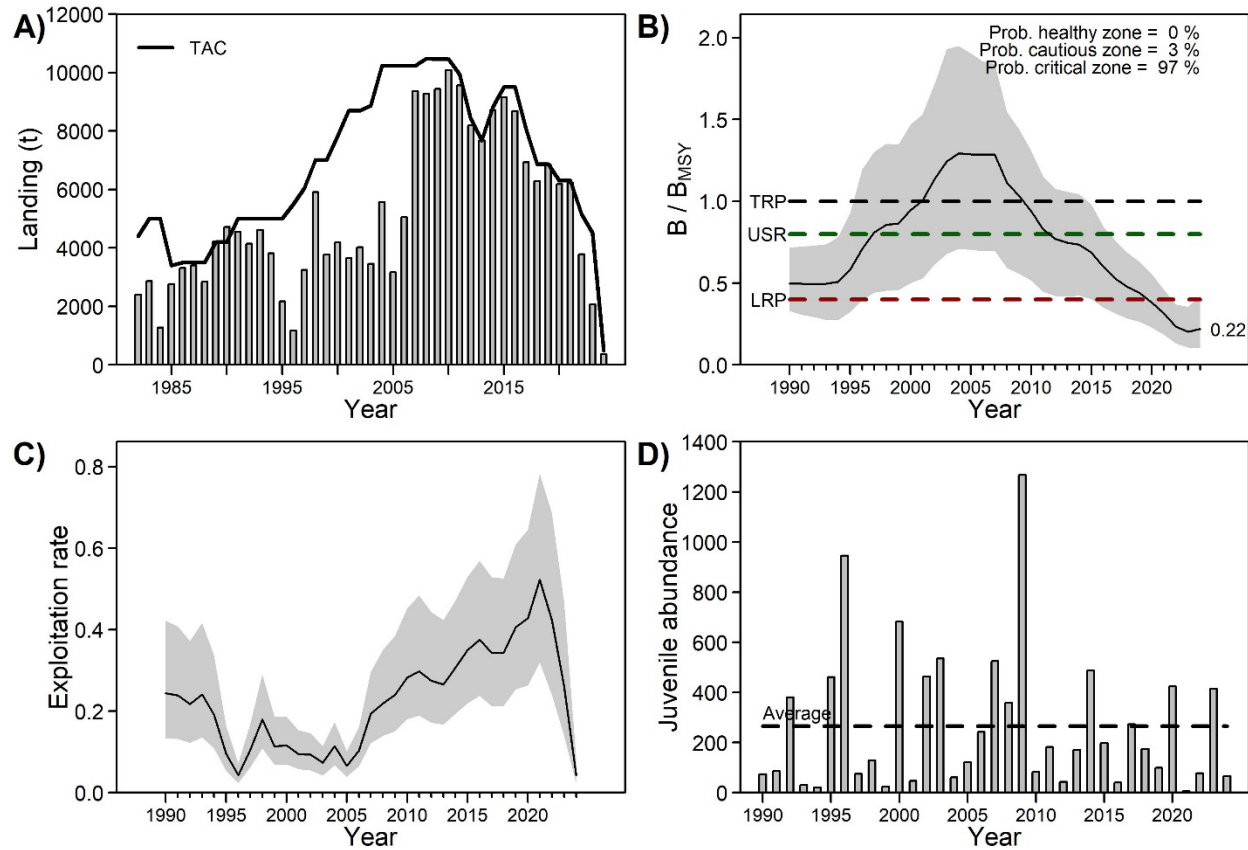 A)
TAC
12000
10000
8000
6000
4000
2000
0
Landing (t)
1985
1995
2005
2015
Year
B)
Prob. healthy zone = 0 %
Prob. cautious zone = 3 %
Prob. critical zone = 97 %
2.0
1.5
1.0
0.5
0.0
B / BMSY
TRP
USR
LRP
0.22
1990
1995
2000
2005
2010
2015
2020
Year
C)
0.8
0.6
0.4
0.2
0.0
Exploitation rate
1990
1995
2000
2005
2010
2015
2020
Year
D)
1400
1200
1000
800
600
400
200
0
Juvenile abundance
Average
1990
1995
2000
2005
2010
2015
2020
Year